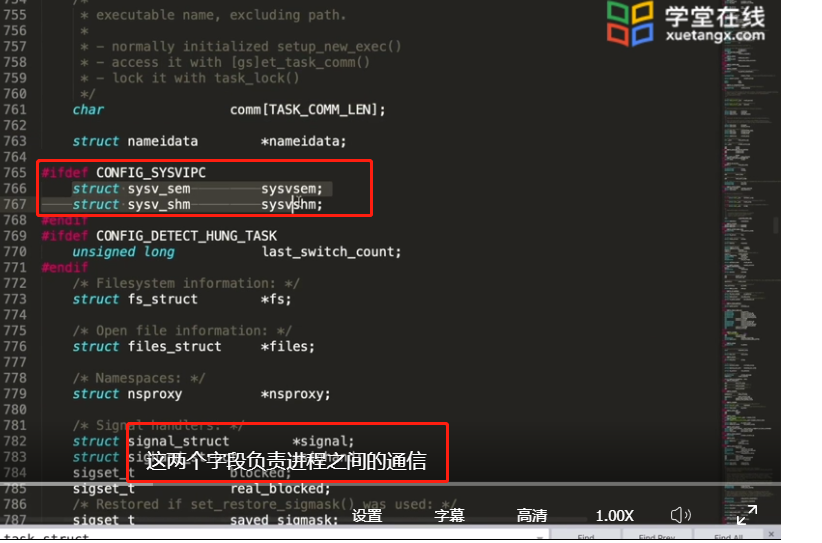 755 * executable name, excluding path.
学堂在线
756 *
xuetangx.com
757 * - normally initialized setup_new_exec()
758 * - access it with [gs]et_task_comm()
759 * - lock it with task_lock()
760 */
761 char comm[TASK_COMM_LEN];
762
763 struct nameidata *nameidata;
764
765 #ifdef CONFIG_SYSVIPC
766 struct sysv_sem sysvsem;
767 struct sysv_shm sysvshm;
768 #endif
769 #ifdef CONFIG_DETECT_HUNG_TASK
770 unsigned long last_switch_count;
771 #endif
772 /* Filesystem information: */
773 struct fs_struct *fs;
774
775 /* Open file information: */
776 struct files_struct *files;
777
778 /* Namespaces: */
779 struct nsproxy *nsproxy;
780
781 /* Signal handlers: */
782 struct signal_struct *signal;
783 struct
这两个字段负责进程之间的通信
784 sigset_t blocked;
785 sigset_t real_blocked;
786 /* Restored if set_restore_sigmask() was used: */
787 sigset_t saved_sigmask;
设置 字幕 高清 1.00X
task_struct Find Find Prev Find All